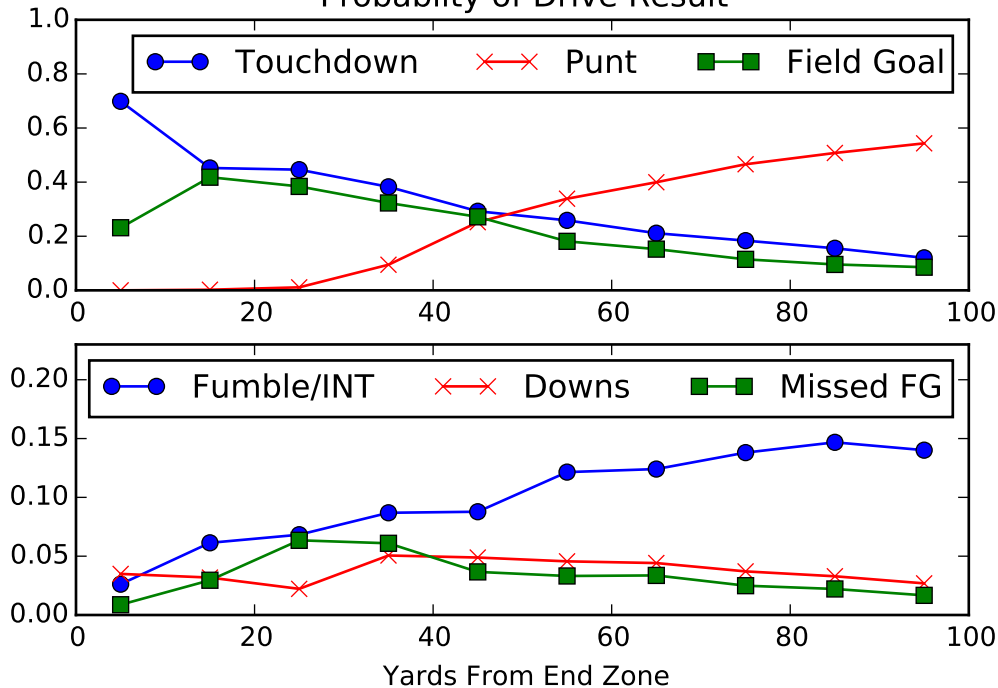 of Drive Result
1.0
Touchdown Punt Field Goal
0.8
0.6
0.4
0.2
0.0
0 20 40 60 80 100
Fumble/INT Downs Missed FG
0.20
0.15
0.10
0.05
0.00
0 20 40 60 80 100
Yards From End Zone